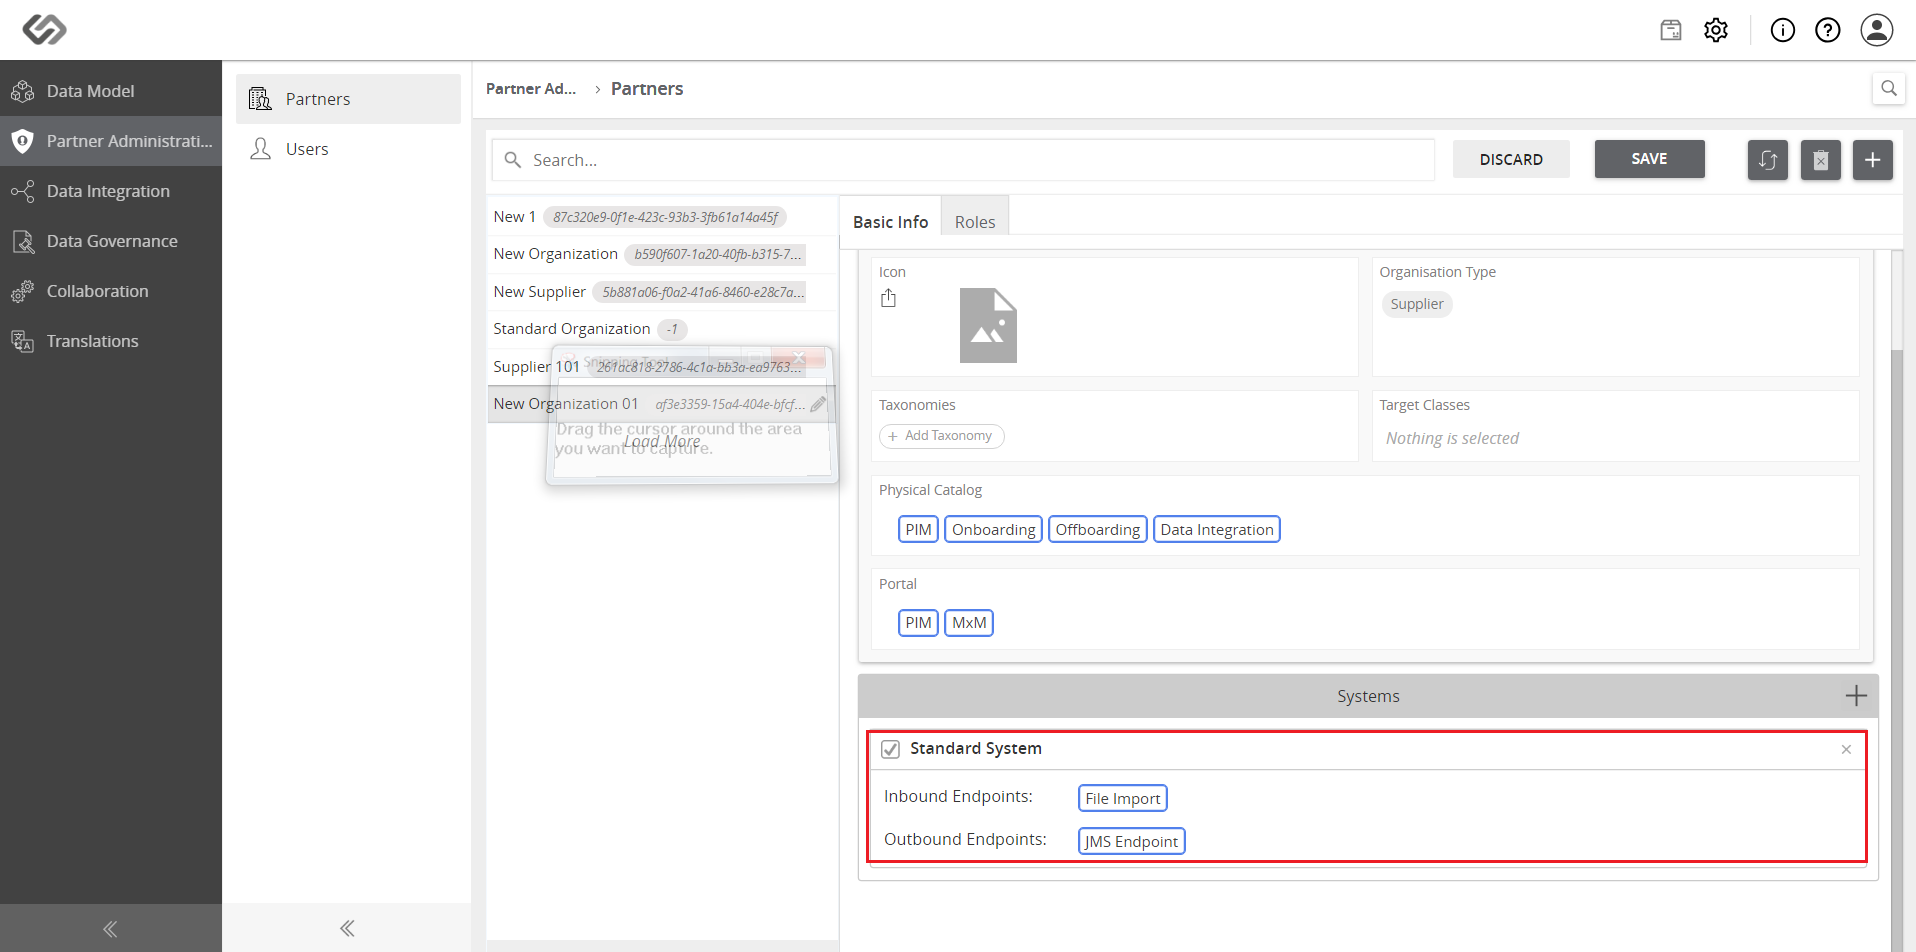 Data Model
Partner Administrati...
Data Integration
Data Governance
Collaboration
Translations
Partners
Users
Partner Ad... > Partners
Search...
DISCARD
SAVE
New 1 87c320e9-0f1e-423c-93b3-3fb61a14a45f
New Organization b590f607-1a20-40fb-b315-7...
New Supplier 5b881a06-f0a2-41a6-8460-e28c7a...
Standard Organization -1
Snipping Tool
Supplier 101 261ac818-2786-4c1a-bb3a-ea9763...
New Organization 01 af3e3359-15a4-404e-bfcf...
Drag the cursor around the area
you want to capture.
Load More
Basic Info
Roles
Icon
Organisation Type
Supplier
Taxonomies
+ Add Taxonomy
Target Classes
Nothing is selected
Physical Catalog
PIM Onboarding Offboarding Data Integration
Portal
PIM MxM
Systems
Standard System
Inbound Endpoints: File Import
Outbound Endpoints: JMS Endpoint